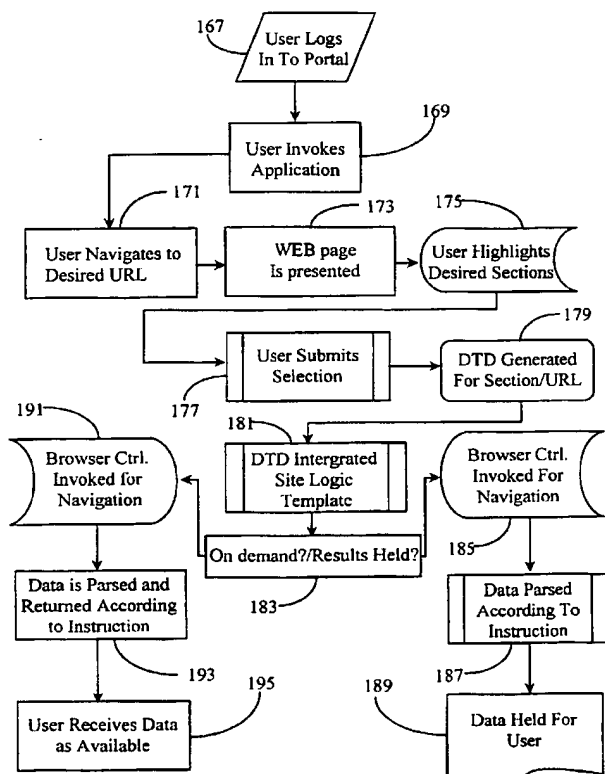 167
User Logs
In To Portal
169
User Invokes
Application
171
173
175
User Navigates to
Desired URL
WEB page
Is presented
User Highlights
Desired Sections
179
User Submits
Selection
DTD Generated
For Section/URL
177
191
181
Browser Ctrl.
Invoked for
Navigation
DTD Intergrated
Site Logic
Template
Browser Ctrl.
Invoked For
Navigation
185
On demand?/Results Held?
183
Data is Parsed and
Returned According
to Instruction
Data Parsed
According To
Instruction
193
187
195
189
User Receives Data
as Available
Data Held For
User